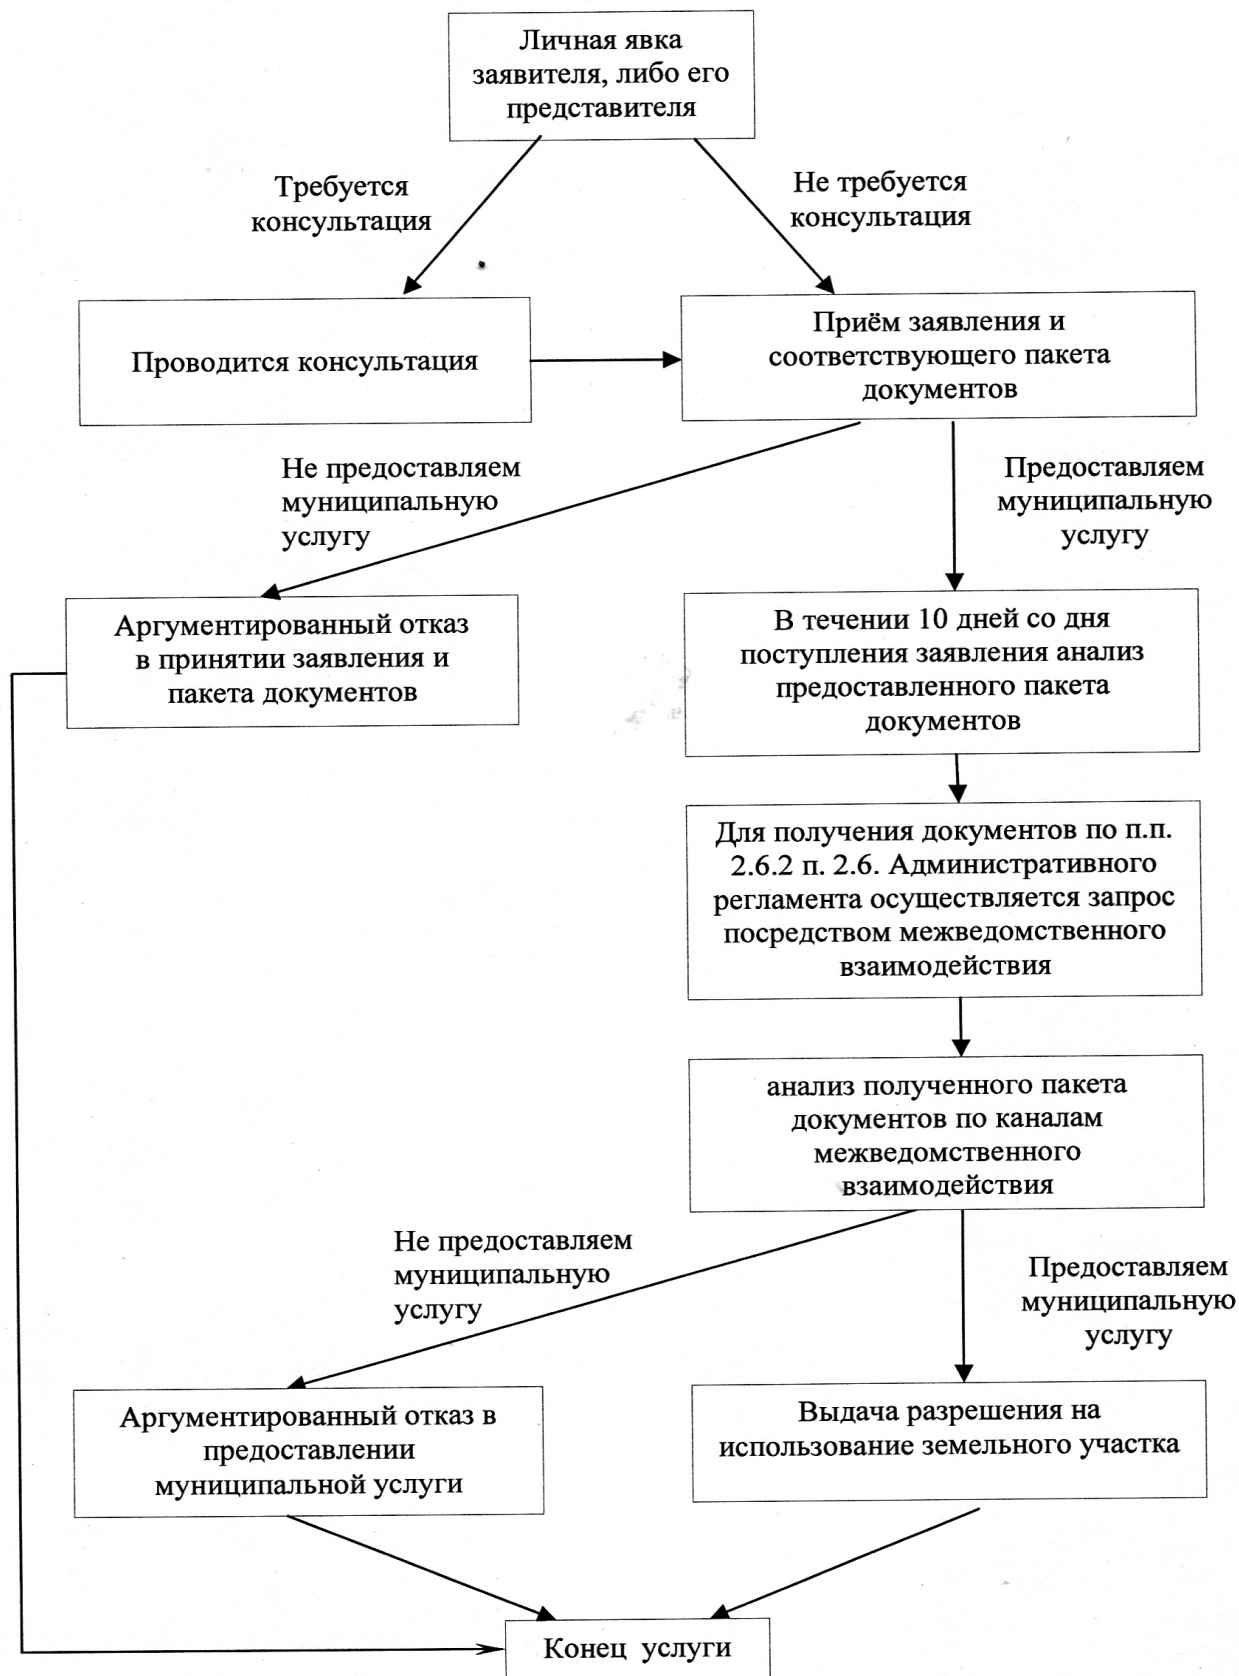 Личная явка
заявителя, либо его
представителя
Требуется
консультация
Не требуется
консультация
Проводится консультация
Приём заявления и
соответствующего пакета
документов
Не предоставляем
муниципальную
услугу
Предоставляем
муниципальную
услугу
Аргументированный отказ
в принятии заявления и
пакета документов
В течении 10 дней со дня
поступления заявления анализ
предоставленного пакета
документов
Для получения документов по п.п.
2.6.2 п. 2.6. Административного
регламента осуществляется запрос
посредством межведомственного
взаимодействия
анализ полученного пакета
документов по каналам
межведомственного
взаимодействия
Не предоставляем
муниципальную
услугу
Предоставляем
муниципальную
услугу
Аргументированный отказ в
предоставлении
муниципальной услуги
Выдача разрешения на
использование земельного участка
Конец услуги